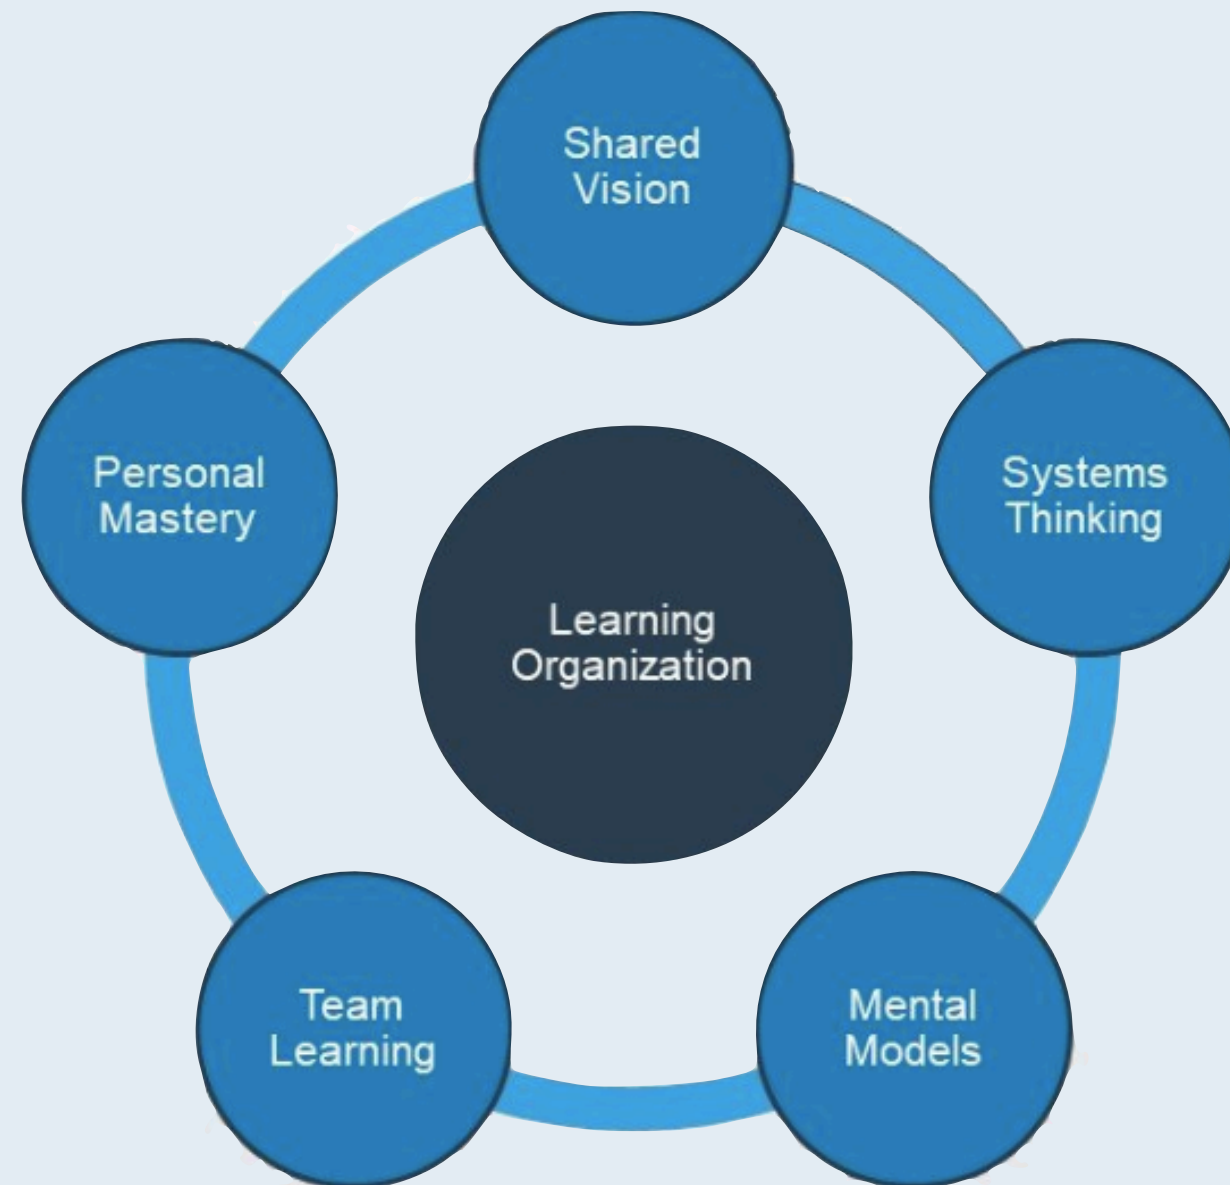 Shared
Vision
Personal
Mastery
Systems
Thinking
Learning
Organization
Team
Learning
Mental
Models